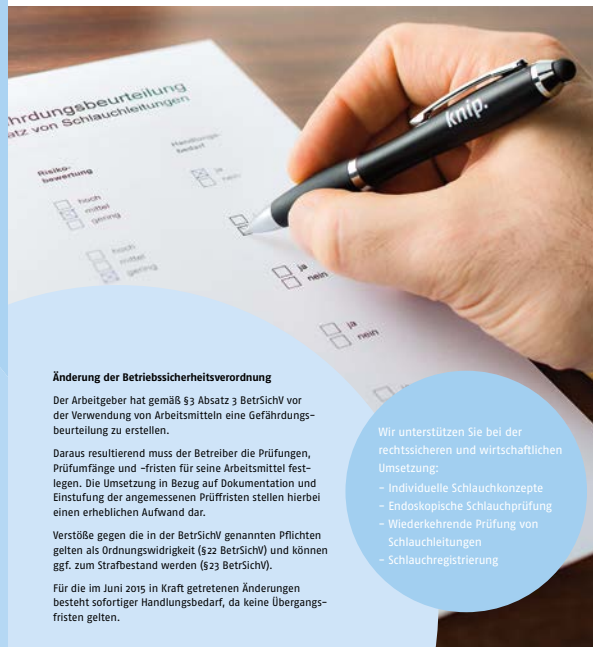 hrdungsbeurteilung
atz von Schlauchleitungen
Risiko-
bewertung
Handlungs-
bedarf
hoch
mittel
gering
ja
nein
hoch
mittel
gering
ja
nein
ja
nein
knip.
Änderung der Betriebssicherheitsverordnung
Der Arbeitgeber hat gemäß §3 Absatz 3 BetrSichV vor
der Verwendung von Arbeitsmitteln eine Gefährdungs-
beurteilung zu erstellen.
Daraus resultierend muss der Betreiber die Prüfungen,
Prüfumfänge und -fristen für seine Arbeitsmittel fest-
legen. Die Umsetzung in Bezug auf Dokumentation und
Einstufung der angemessenen Prüffristen stellen hierbei
einen erheblichen Aufwand dar.
Verstöße gegen die in der BetrSichV genannten Pflichten
gelten als Ordnungswidrigkeit (§22 BetrSichV) und können
ggf. zum Strafbestand werden (§23 BetrSichV).
Für die im Juni 2015 in Kraft getretenen Änderungen
besteht sofortiger Handlungsbedarf, da keine Übergangs-
fristen gelten.
Wir unterstützen Sie bei der
rechtssicheren und wirtschaftlichen
Umsetzung:
- Individuelle Schlauchkonzepte
- Endoskopische Schlauchprüfung
- Wiederkehrende Prüfung von
Schlauchleitungen
- Schlauchregistrierung